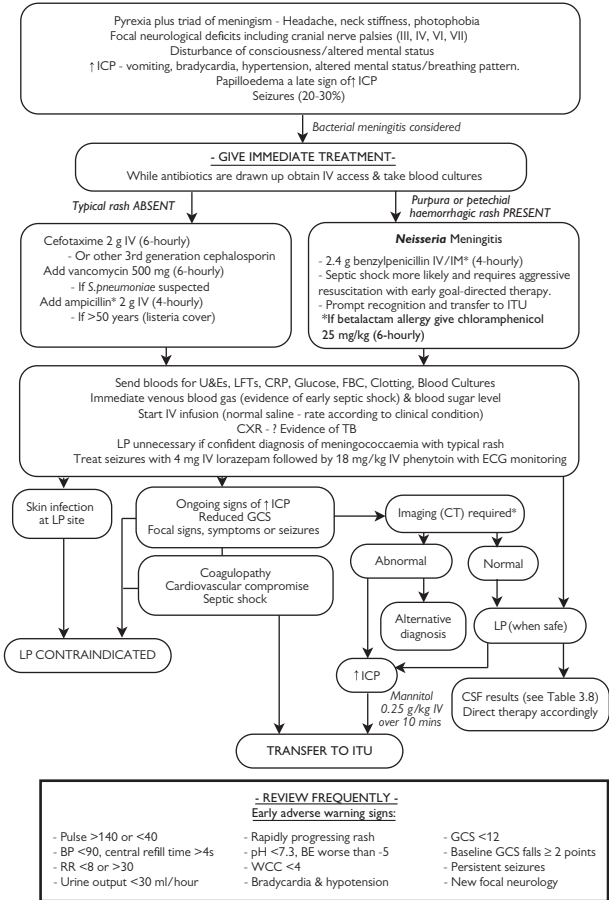 Pyrexia plus triad of meningism - Headache, neck stiffness, photophobia
Focal neurological deficits including cranial nerve palsies (III, IV, VI, VII)
Disturbance of consciousness/altered mental status
↑ ICP - vomiting, bradycardia, hypertension, altered mental status/breathing pattern.
Papilloedema a late sign of↑ ICP
Seizures (20-30%)
Bacterial meningitis considered
- GIVE IMMEDIATE TREATMENT-
While antibiotics are drawn up obtain IV access & take blood cultures
Typical rash ABSENT
Purpura or petechial
haemorrhagic rash PRESENT
Cefotaxime 2 g IV (6-hourly)
- Or other 3rd generation cephalosporin
Add vancomycin 500 mg (6-hourly)
- If S.pneumoniae suspected
Add ampicillin* 2 g IV (4-hourly)
- If >50 years (listeria cover)
Neisseria Meningitis
- 2.4 g benzylpenicillin IV/IM* (4-hourly)
- Septic shock more likely and requires aggressive
resuscitation with early goal-directed therapy.
- Prompt recognition and transfer to ITU
*If betalactam allergy give chloramphenicol
25 mg/kg (6-hourly)
Send bloods for U&Es, LFTs, CRP, Glucose, FBC, Clotting, Blood Cultures
Immediate venous blood gas (evidence of early septic shock) & blood sugar level
Start IV infusion (normal saline - rate according to clinical condition)
CXR - ? Evidence of TB
LP unnecessary if confident diagnosis of meningococcaemia with typical rash
Treat seizures with 4 mg IV lorazepam followed by 18 mg/kg IV phenytoin with ECG monitoring
Skin infection
at LP site
Ongoing signs of ↑ ICP
Reduced GCS
Focal signs, symptoms or seizures
Imaging (CT) required*
Abnormal
Normal
Coagulopathy
Cardiovascular compromise
Septic shock
Alternative
diagnosis
LP (when safe)
LP CONTRAINDICATED
↑ ICP
Mannitol
0.25 g/kg IV
over 10 mins
CSF results (see Table 3.8)
Direct therapy accordingly
TRANSFER TO ITU
- REVIEW FREQUENTLY -
Early adverse warning signs:
- Pulse >140 or <40
- BP <90, central refill time >4s
- RR <8 or >30
- Urine output <30 ml/hour
- Rapidly progressing rash
- pH <7.3, BE worse than -5
- WCC <4
- Bradycardia & hypotension
- GCS <12
- Baseline GCS falls ≥ 2 points
- Persistent seizures
- New focal neurology